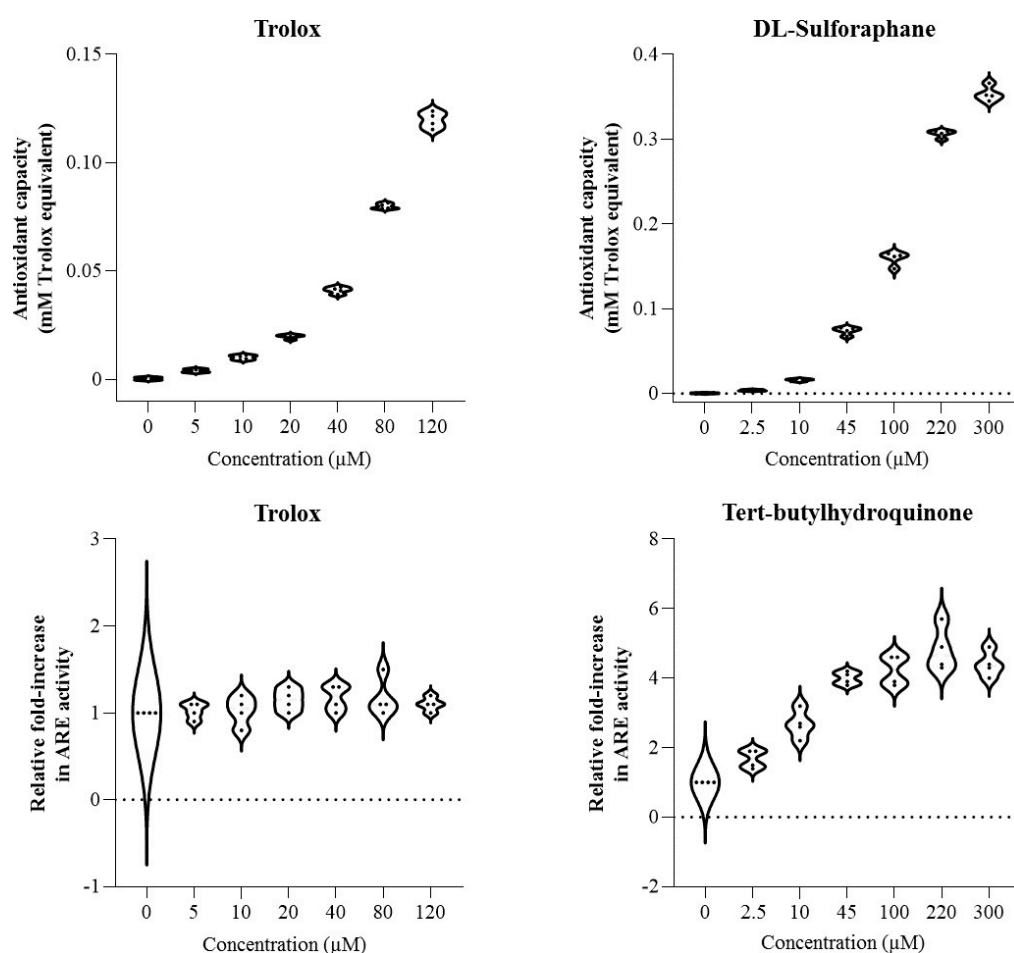 Trolox
Antioxidant capacity
(mM Trolox equivalent)
0.15
0.10
0.05
0
0 5 10 20 40 80 120
Concentration (µM)
DL-Sulforaphane
Antioxidant capacity
(mM Trolox equivalent)
0.4
0.3
0.2
0.1
0
0 2.5 10 45 100 220 300
Concentration (µM)
Trolox
Relative fold-increase
in ARE activity
3
2
1
0
-1
0 5 10 20 40 80 120
Concentration (µM)
Tert-butylhydroquinone
Relative fold-increase
in ARE activity
8
6
4
2
0
-2
0 2.5 10 45 100 220 300
Concentration (µM)